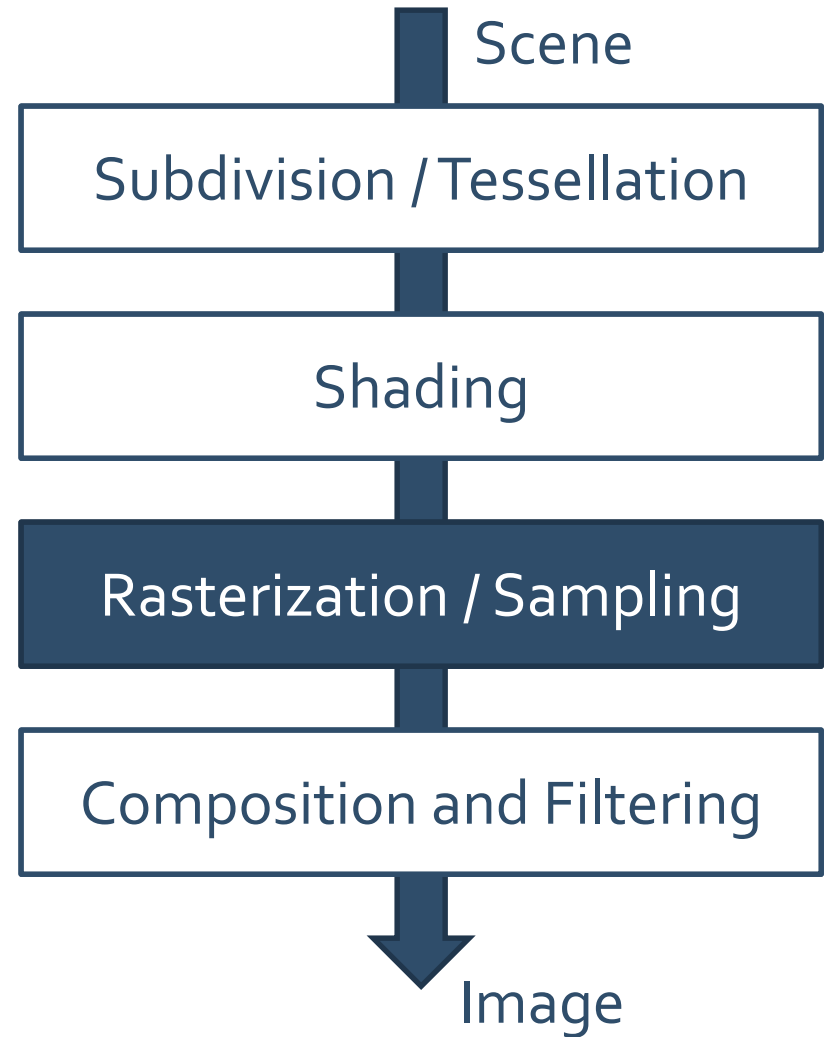 Scene
Subdivision / Tessellation
Shading
Rasterization / Sampling
Composition and Filtering
Image